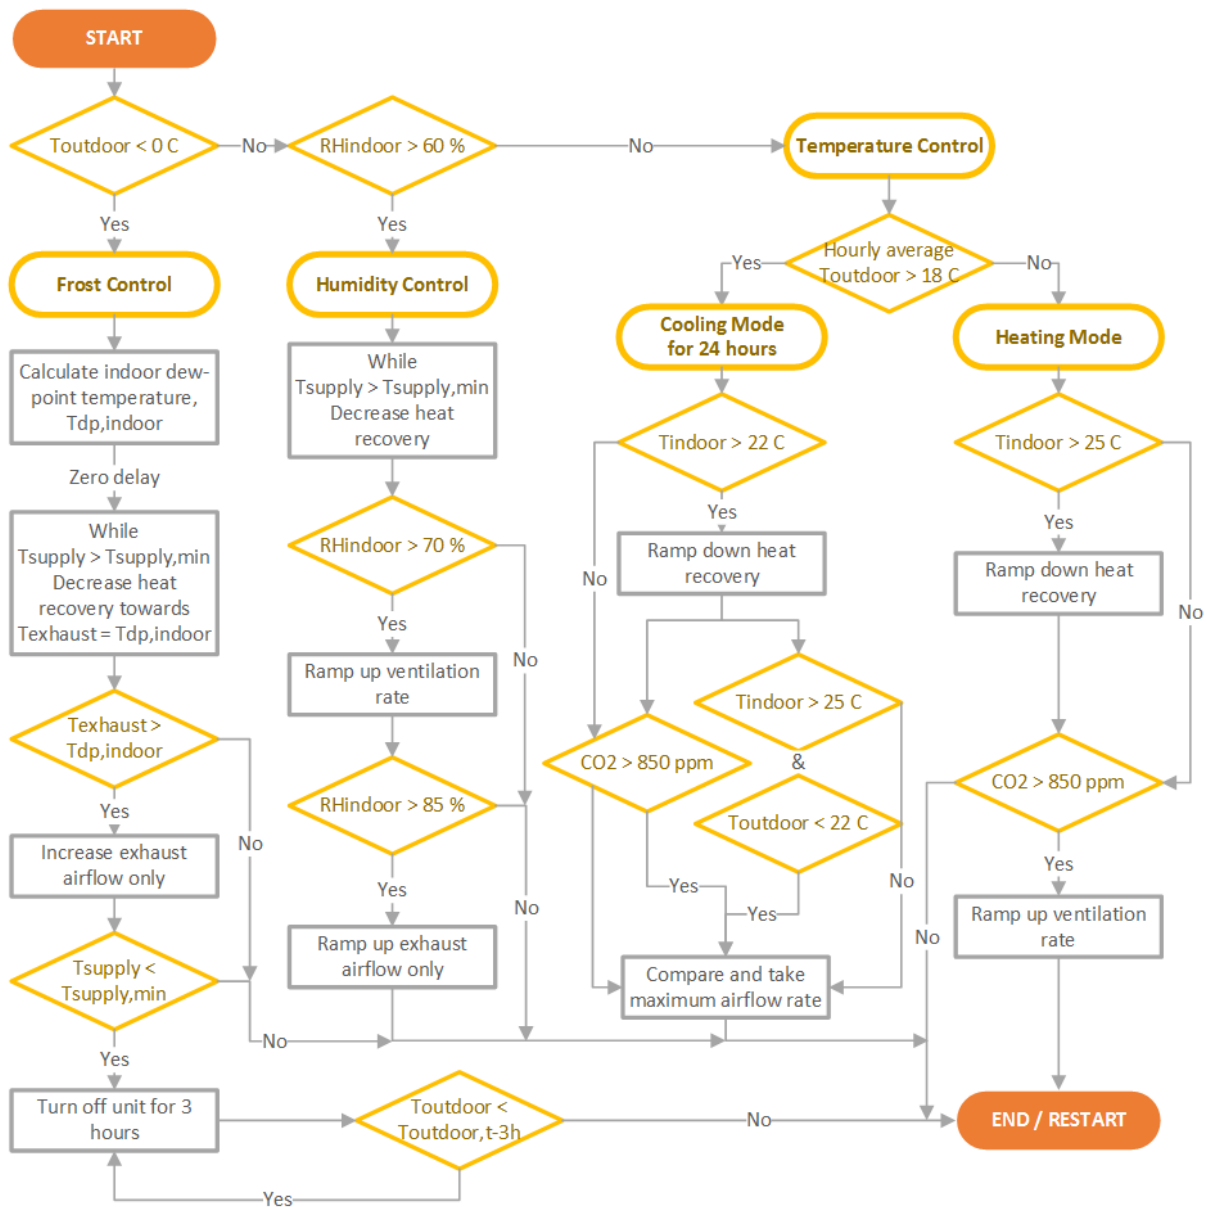 START
Toutdoor < 0 C
No
RHindoor > 60 %
No
Temperature Control
Yes
Yes
Hourly average
Toutdoor > 18 C
Yes
No
Frost Control
Humidity Control
Cooling Mode
for 24 hours
Heating Mode
Calculate indoor dew-
point temperature,
Tdp,indoor
While
Tsupply > Tsupply,min
Decrease heat
recovery
Tindoor > 22 C
Tindoor > 25 C
Zero delay
Yes
Yes
While
Tsupply > Tsupply,min
Decrease heat
recovery towards
Texhaust = Tdp,indoor
RHindoor > 70 %
Ramp down heat
recovery
Ramp down heat
recovery
No
No
Yes
No
Ramp up ventilation
rate
Texhaust >
Tdp,indoor
Tindoor > 25 C
CO2 > 850 ppm
&
CO2 > 850 ppm
Yes
RHindoor > 85 %
Toutdoor < 22 C
No
Increase exhaust
airflow only
Yes
Yes
Yes
No
Yes
No
No
Ramp up exhaust
airflow only
Ramp up ventilation
rate
Tsupply <
Tsupply,min
Compare and take
maximum airflow rate
No
Yes
Turn off unit for 3
hours
Toutdoor <
Toutdoor,t-3h
No
END / RESTART
Yes